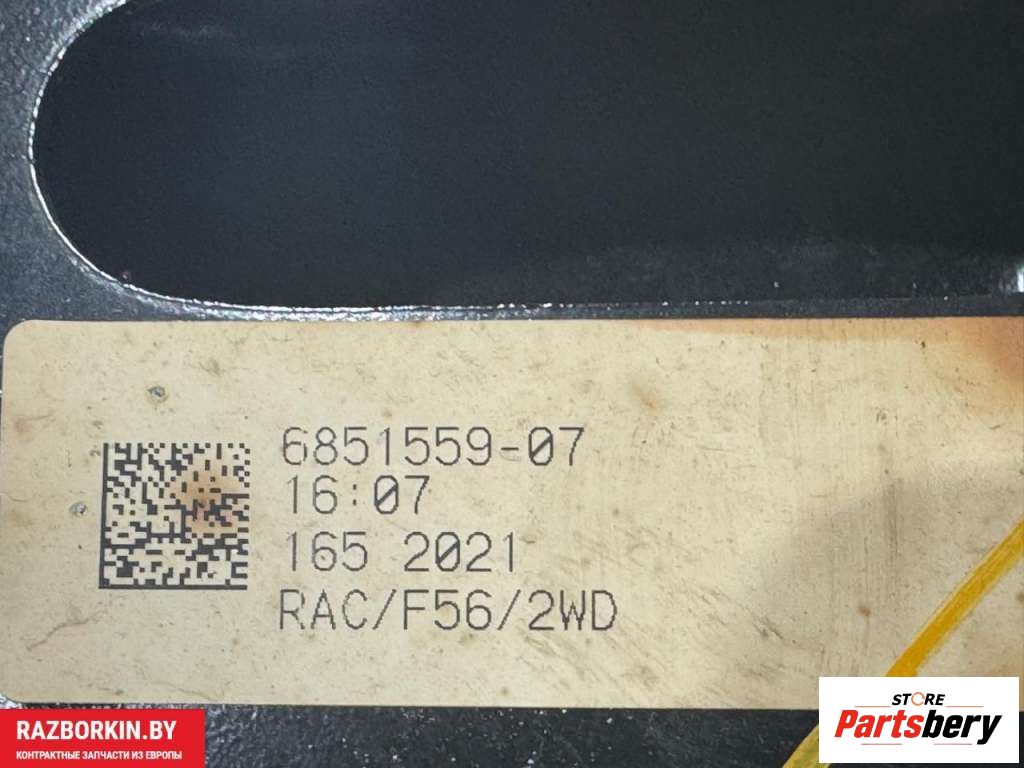 6851559-07
16:07
165 2021
RAC/F56/2WD
RAZBORKIN.BY
КОНТРАКТНЫЕ ЗАПЧАСТИ ИЗ ЕВРОПЫ
STORE
Partsbery